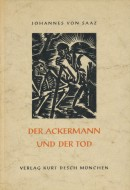 JOHANNES VON SAAZ
DER ACKERMANN
UND DER TOD
VERLAG KURT DESCH MÜNCHEN